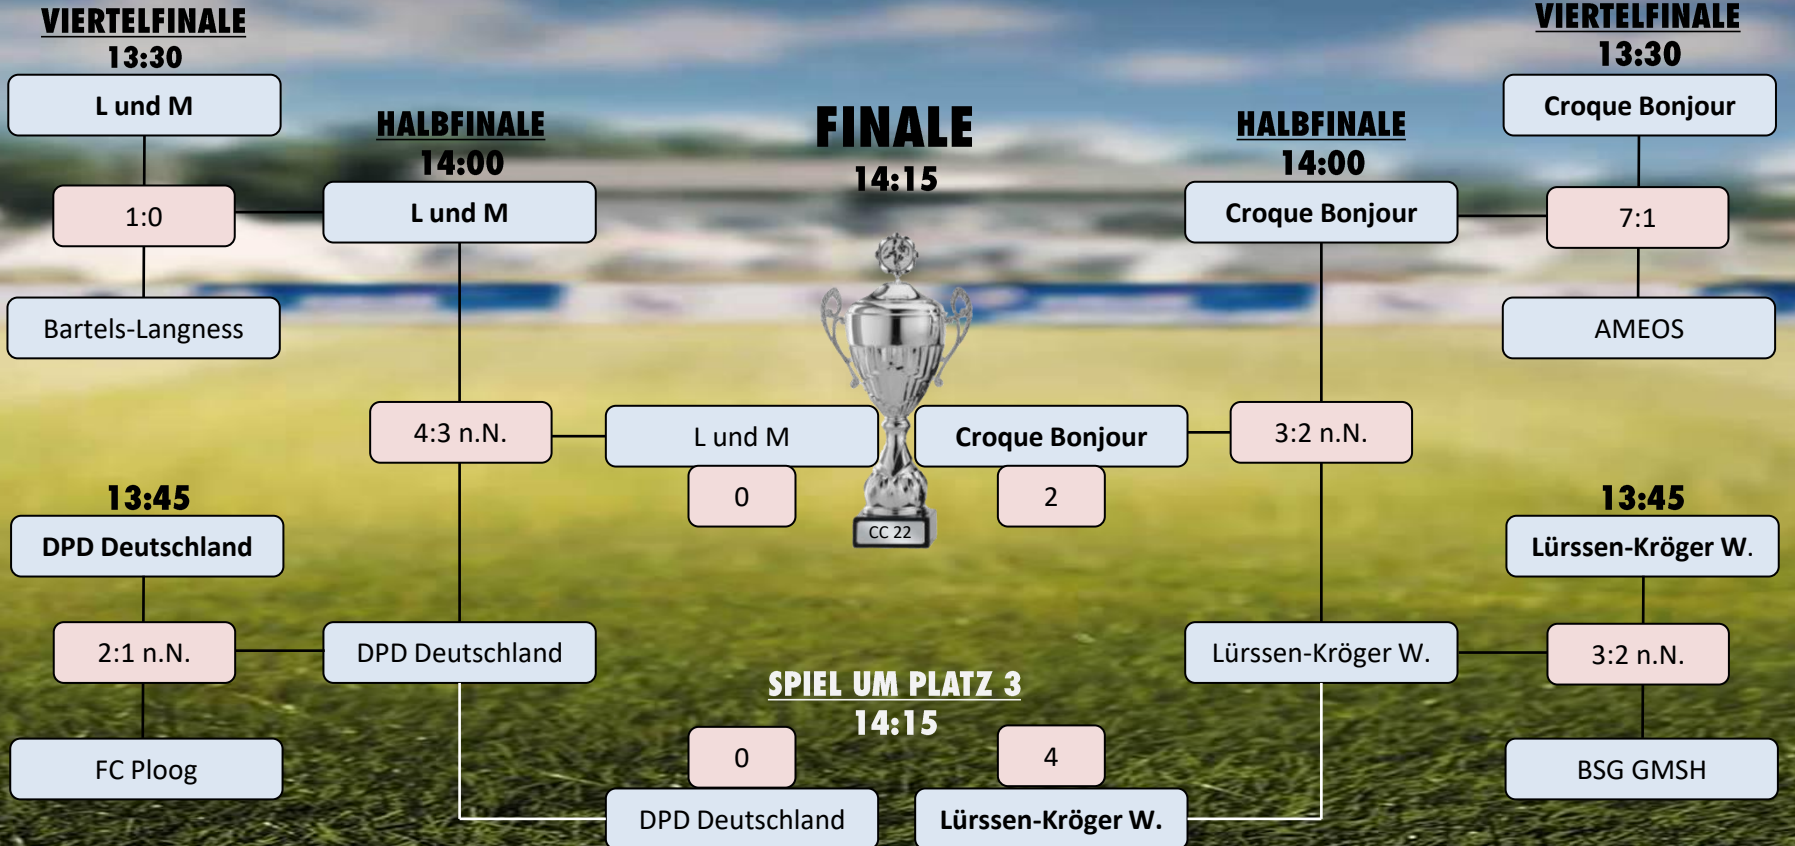 VIERTELFINALE
13:30
L und M
1:0
Bartels-Langness
13:45
DPD Deutschland
2:1 n.N.
FC Ploog
HALBFINALE
14:00
L und M
4:3 n.N.
DPD Deutschland
FINALE
14:15
L und M
0
Croque Bonjour
2
CC 22
SPIEL UM PLATZ 3
14:15
0
DPD Deutschland
4
Lürssen-Kröger W.
HALBFINALE
14:00
Croque Bonjour
3:2 n.N.
Lürssen-Kröger W.
VIERTELFINALE
13:30
Croque Bonjour
7:1
AMEOS
13:45
Lürssen-Kröger W.
3:2 n.N.
BSG GMSH